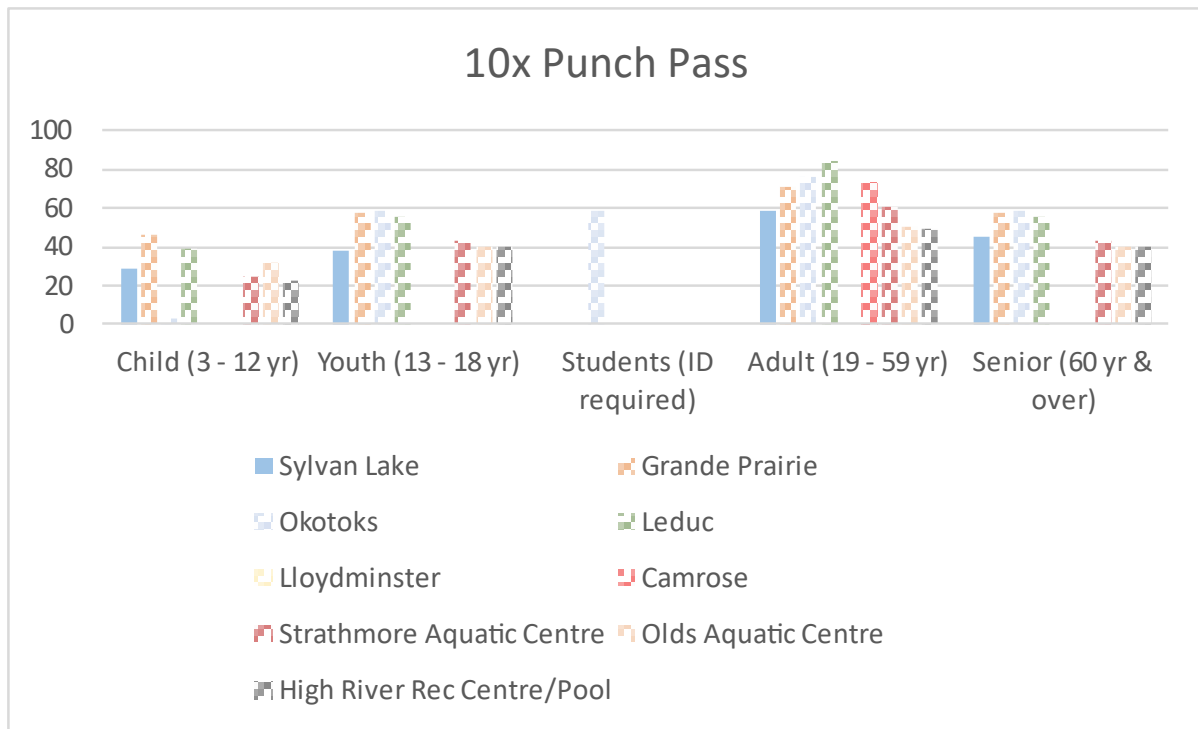 10x Punch Pass
100
80
60
40
20
0
Child (3 - 12 yr) Youth (13 - 18 yr) Students (ID required) Adult (19 - 59 yr) Senior (60 yr & over)
Sylvan Lake
Grande Prairie
Okotoks
Leduc
Lloydminster
Camrose
Strathmore Aquatic Centre
Olds Aquatic Centre
High River Rec Centre/Pool